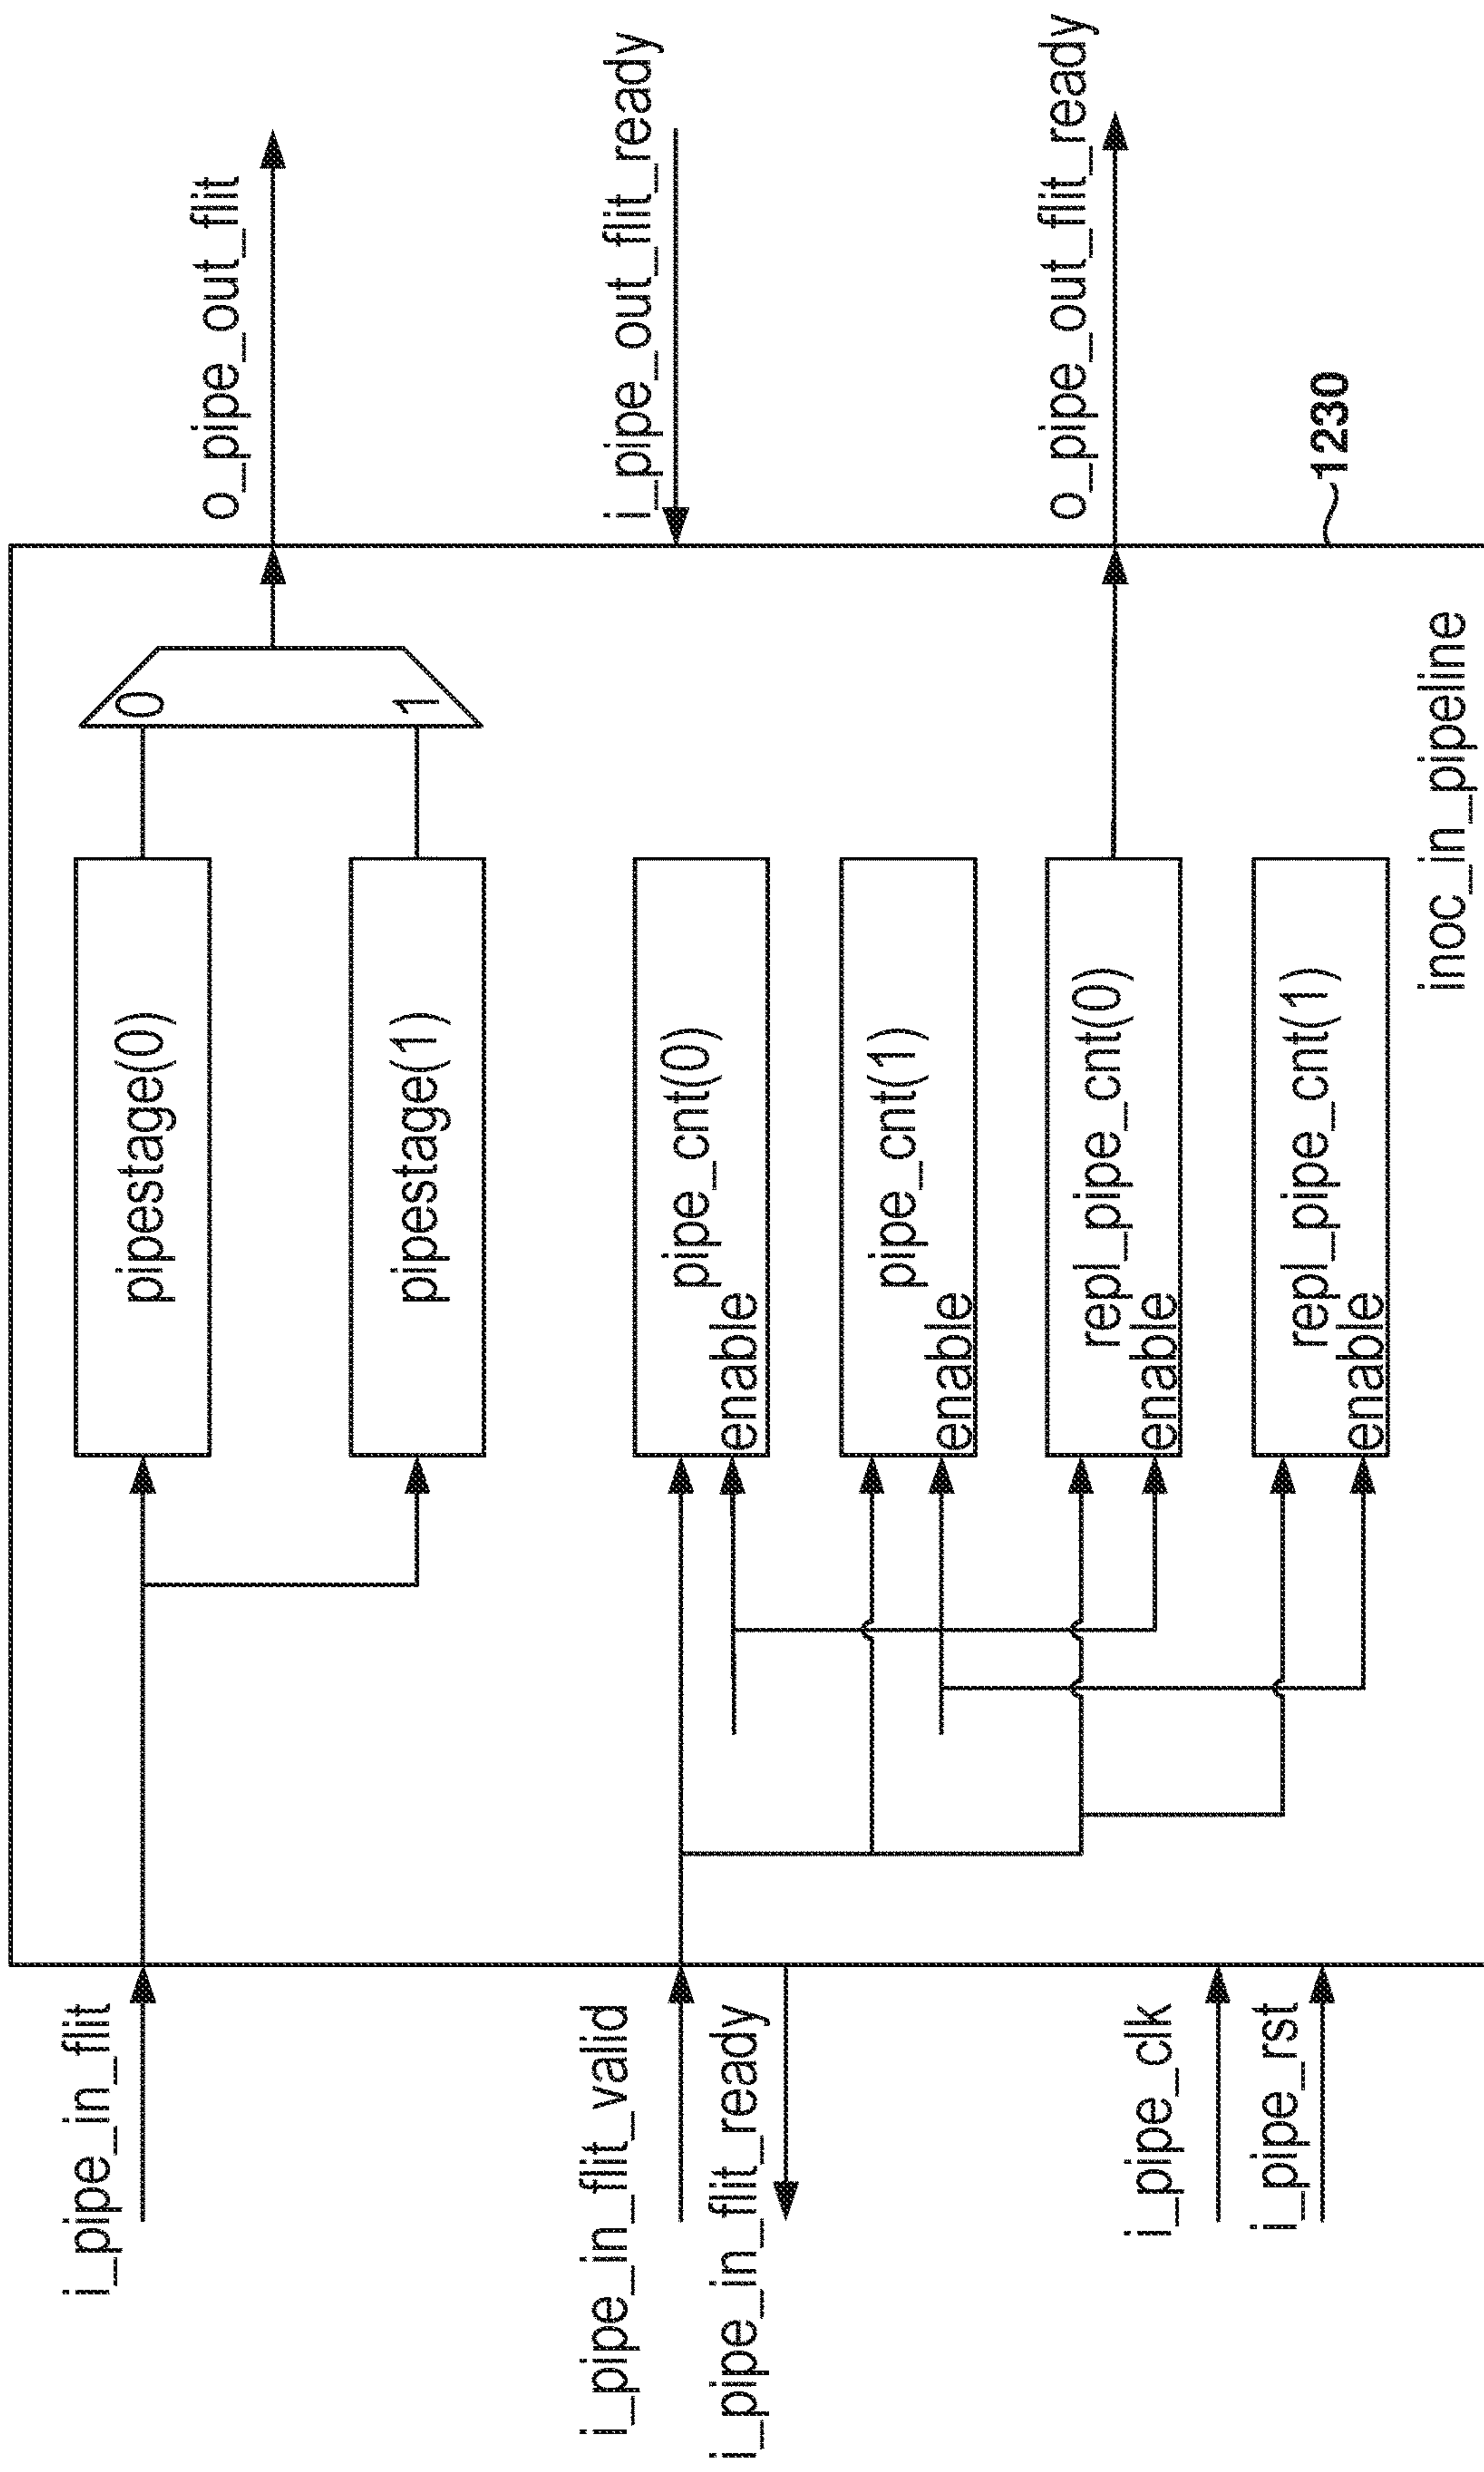 i_pipe_in_flit
pipestage(0)
0
o_pipe_out_flit
pipestage(1)
1
i_pipe_in_flit_valid
pipe_cnt(0)
enable
i_pipe_out_flit_ready
i_pipe_in_flit_ready
pipe_cnt(1)
enable
repl_pipe_cnt(0)
enable
o_pipe_out_flit_ready
i_pipe_clk
repl_pipe_cnt(1)
enable
i_pipe_rst
1230
inoc_in_pipeline